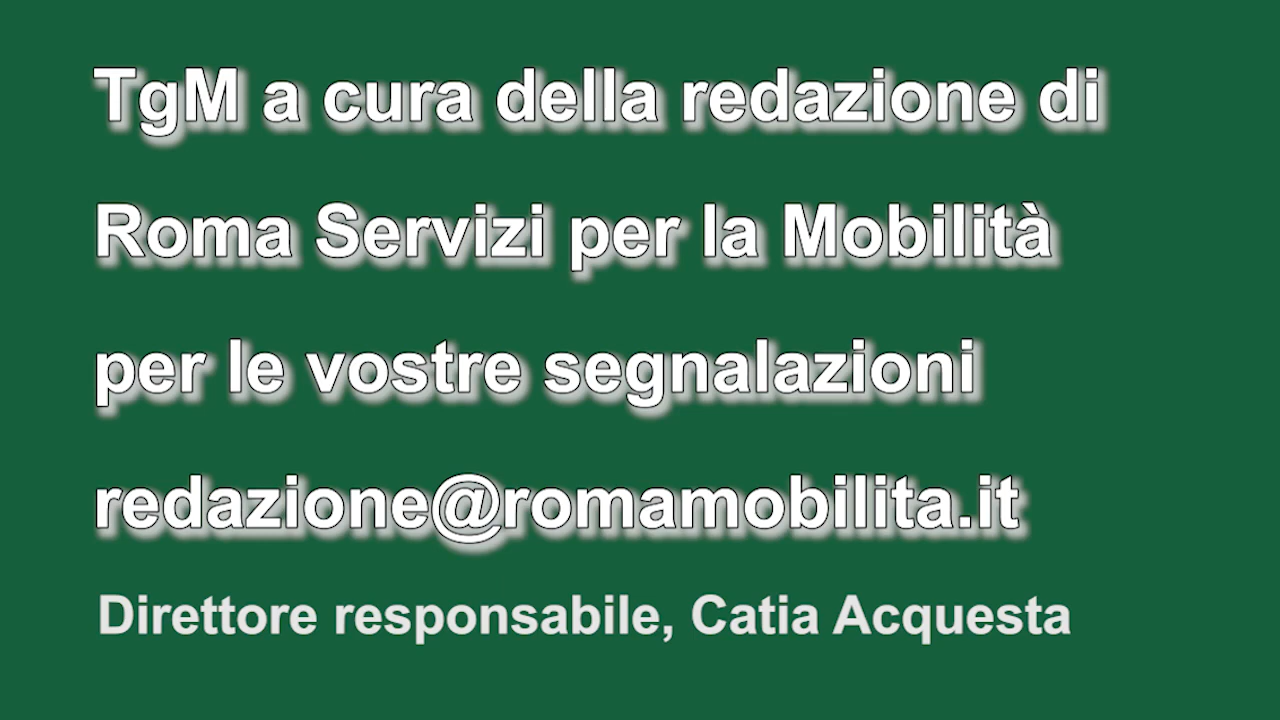 TgM a cura della redazione di
Roma Servizi per la Mobilità
per le vostre segnalazioni
redazione@romamobilita.it
Direttore responsabile, Catia Acquesta